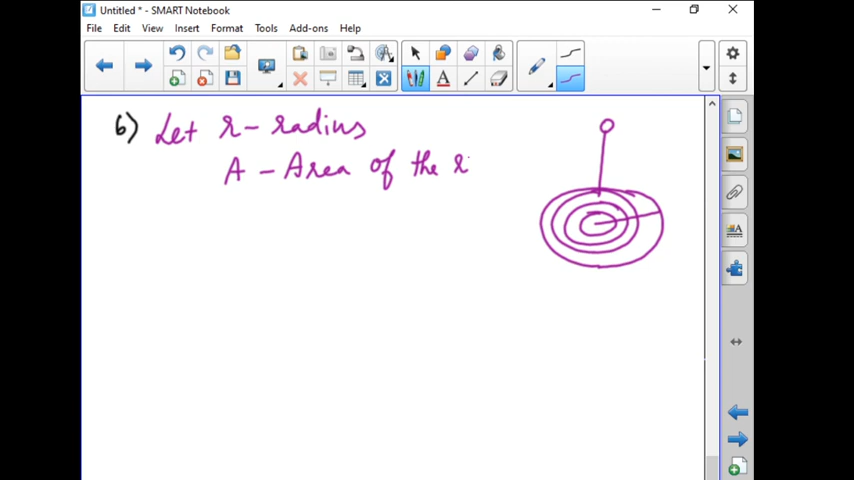 Untitled * - SMART Notebook
File Edit View Insert Format Tools Add-ons Help
6) Let r - radius
A - Area of the r